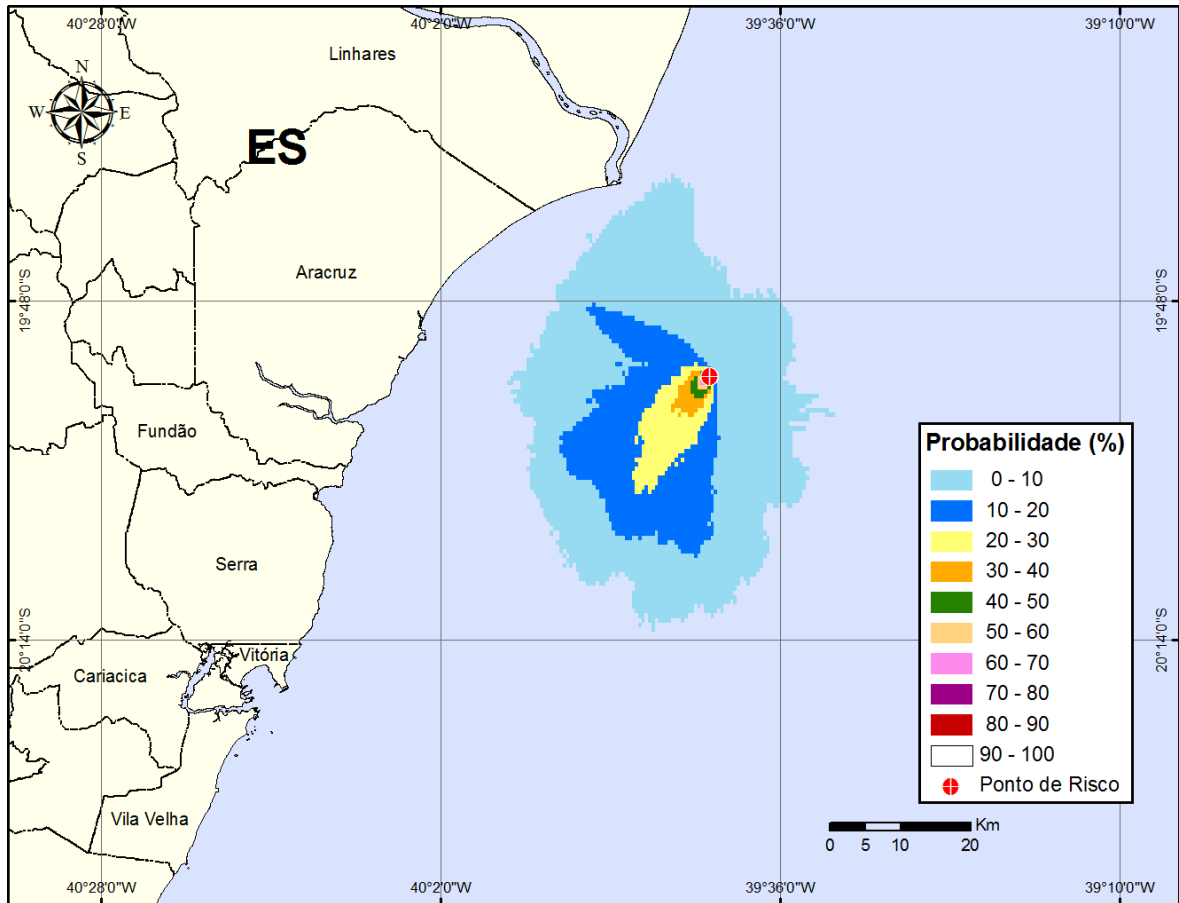 40°28'0"W
40°2'0"W
39°36'0"W
39°10'0"W
Linhares
N
W
E
S
ES
Aracruz
19°48'0"S
19°48'0"S
Fundão
Probabilidade (%)
0 - 10
10 - 20
20 - 30
30 - 40
40 - 50
50 - 60
60 - 70
70 - 80
80 - 90
90 - 100
Ponto de Risco
Serra
20°14'0"S
20°14'0"S
Vitória
Cariacica
Vila Velha
Km
0 5 10 20
40°28'0"W
40°2'0"W
39°36'0"W
39°10'0"W